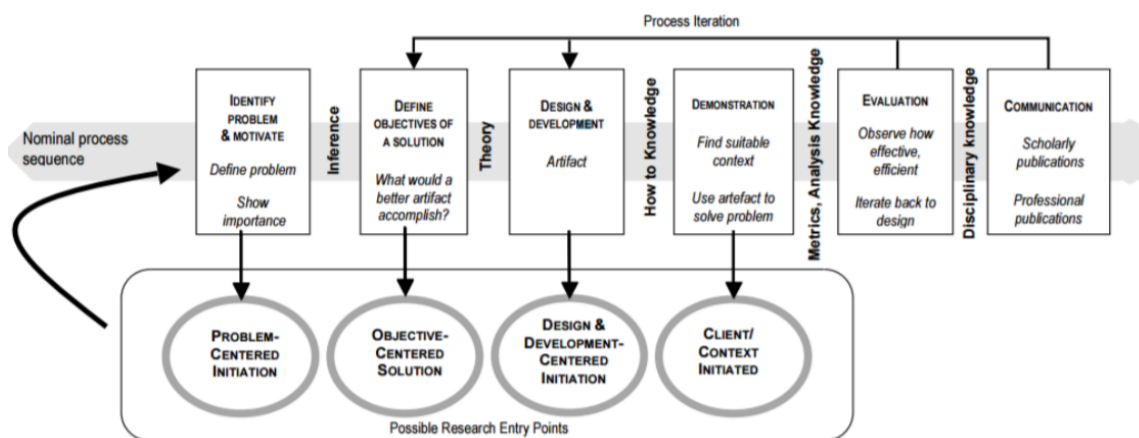 Process Iteration
Nominal process
sequence
IDENTIFY
PROBLEM
& MOTIVATE
Define problem
Show
importance
Inference
DEFINE
OBJECTIVES OF
A SOLUTION
What would a
better artifact
accomplish?
Theory
DESIGN &
DEVELOPMENT
Artifact
How to Knowledge
DEMONSTRATION
Find suitable
context
Use artefact to
solve problem
Metrics, Analysis Knowledge
EVALUATION
Observe how
effective,
efficient
Iterate back to
design
Disciplinary knowledge
COMMUNICATION
Scholarly
publications
Professional
publications
PROBLEM-
CENTERED
INITIATION
OBJECTIVE-
CENTERED
SOLUTION
DESIGN &
DEVELOPMENT-
CENTERED
INITIATION
CLIENT/
CONTEXT
INITIATED
Possible Research Entry Points